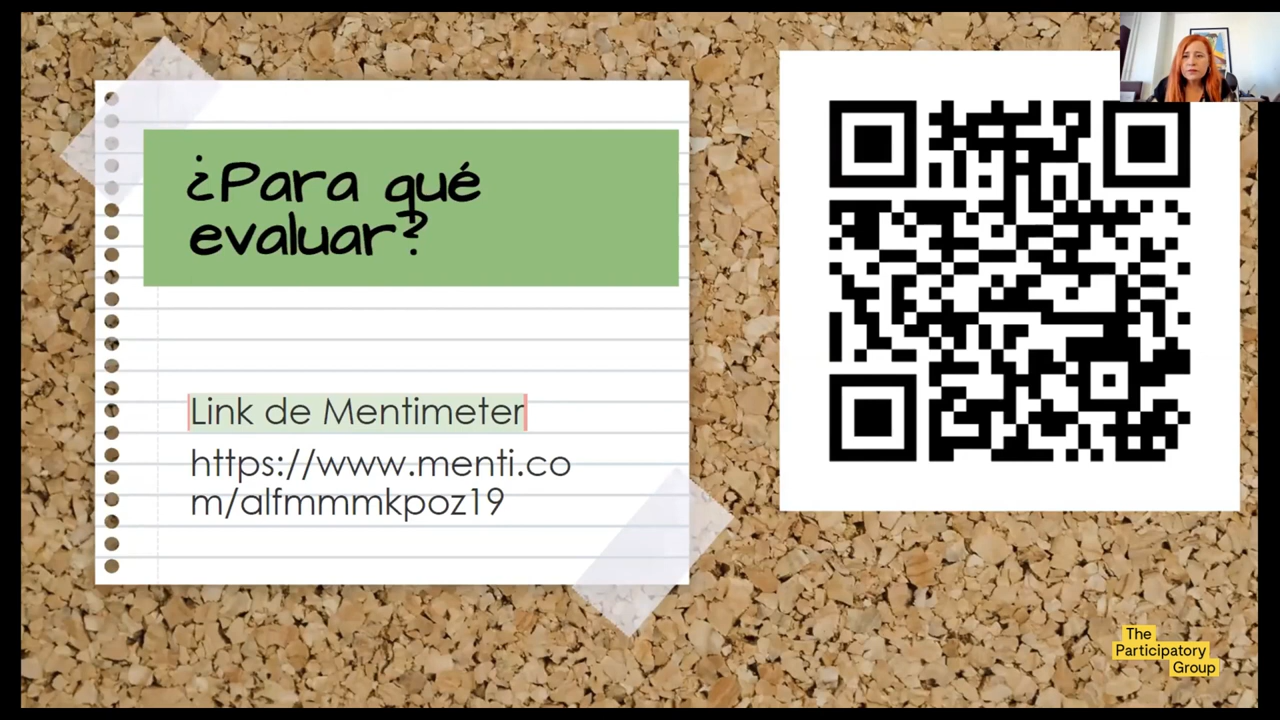 ¿Para qué
evaluar?
Link de Mentimeter
https://www.menti.co
m/alfmmmkpoz19
The
Participatory
Group